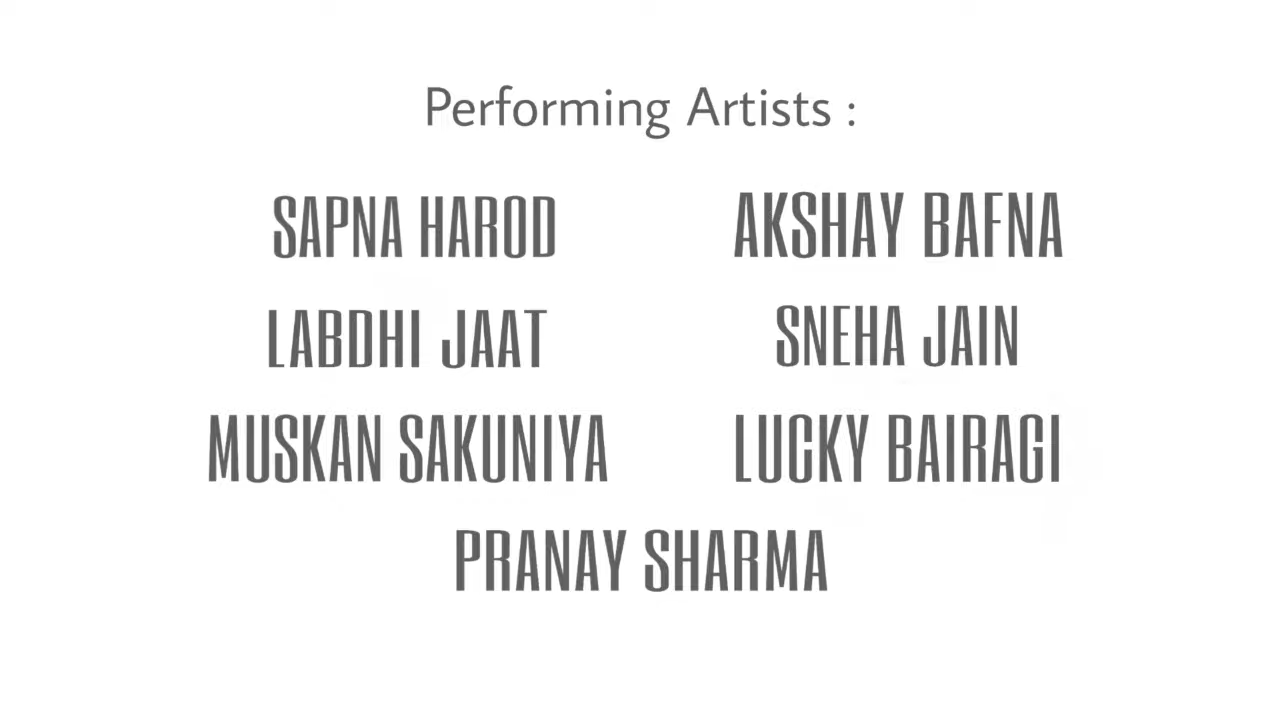 Performing Artists :
SAPNA HAROD
AKSHAY BAFNA
LABDHI JAAT
SNEHA JAIN
MUSKAN SAKUNIYA
LUCKY BAIRAGI
PRANAY SHARMA